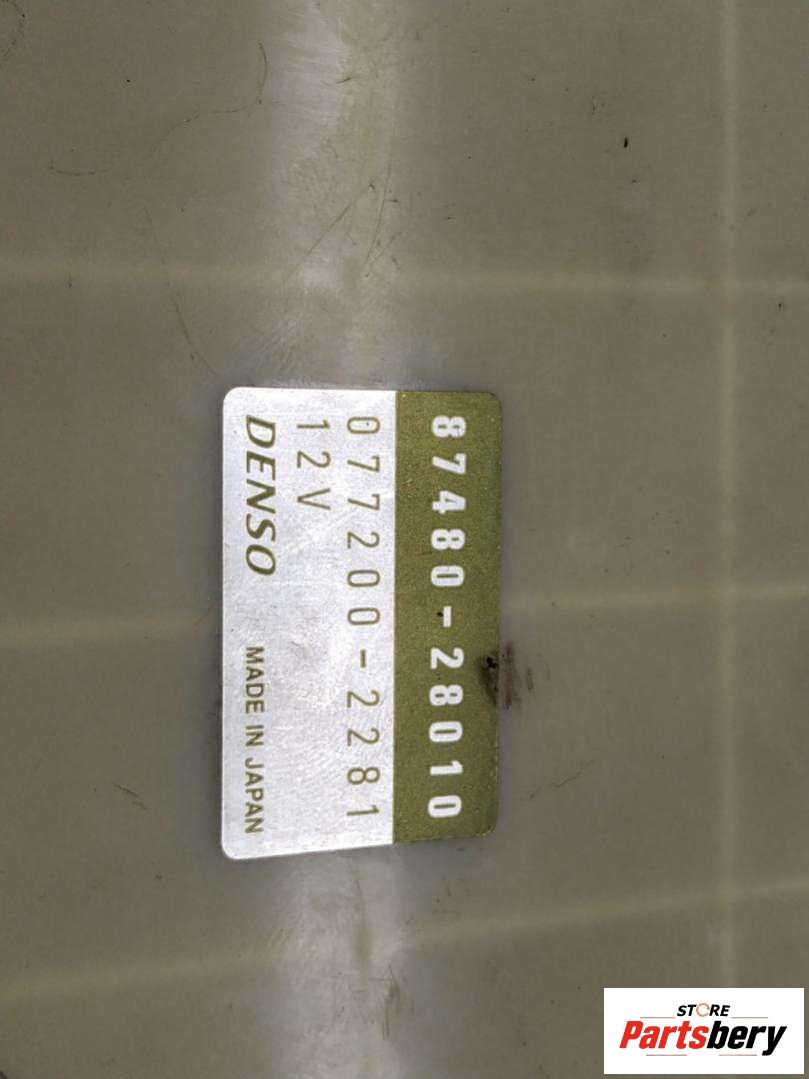 87480-28010
077200-2281
12V
DENSO MADE IN JAPAN
STORE
Partsbery